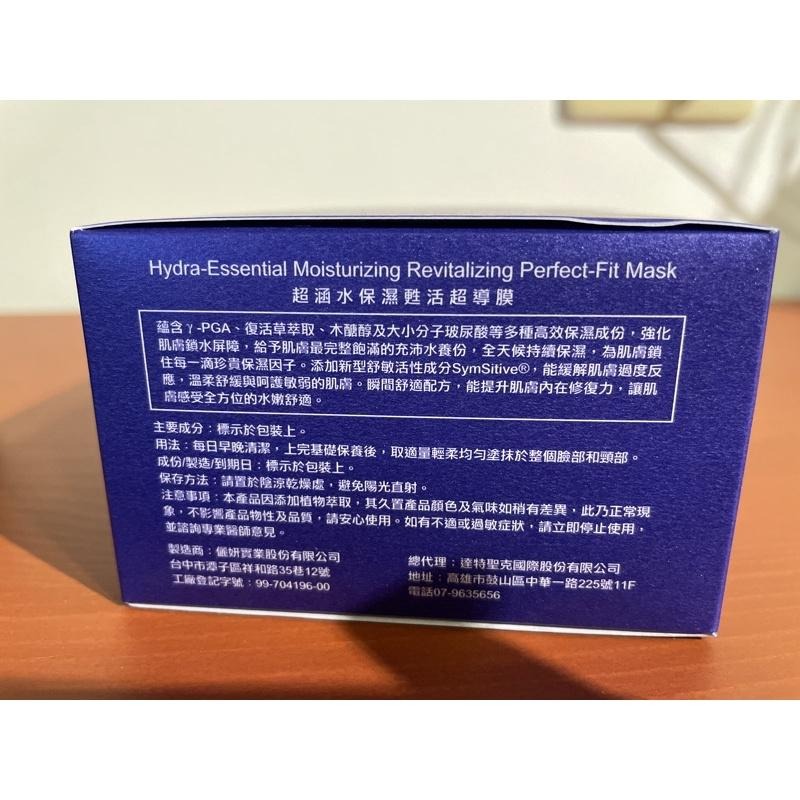 Hydra-Essential Moisturizing Revitalizing Perfect-Fit Mask
超涵水保濕甦活超導膜
蘊含γ-PGA、復活草萃取、木醣醇及大小分子玻尿酸等多種高效保濕成份，強化
肌膚鎖水屏障，給予肌膚最完整飽滿的充沛水養份，全天候持續保濕，為肌膚鎖
住每一滴珍貴保濕因子。添加新型舒敏活性成分SymSitive®，能緩解肌膚過度反
應，溫柔舒緩與呵護敏弱的肌膚。瞬間舒適配方，能提升肌膚內在修復力，讓肌
膚感受全方位的水嫩舒適。
主要成分：標示於包裝上。
用法：每日早晚清潔，上完基礎保養後，取適量輕柔均勻塗抹於整個臉部和頸部。
成份/製造/到期日：標示於包裝上。
保存方法：請置於陰涼乾燥處，避免陽光直射。
注意事項：本產品因添加植物萃取，其久置產品顏色及氣味如稍有差異，此乃正常現
象，不影響產品物性及品質，請安心使用。如有不適或過敏症狀，請立即停止使用，
並諮詢專業醫師意見。
製造商：儷妍實業股份有限公司
台中市潭子區祥和路35巷12號
工廠登記字號：99-704196-00
總代理：達特聖克國際股份有限公司
地址：高雄市鼓山區中華一路225號11F
電話07-9635656